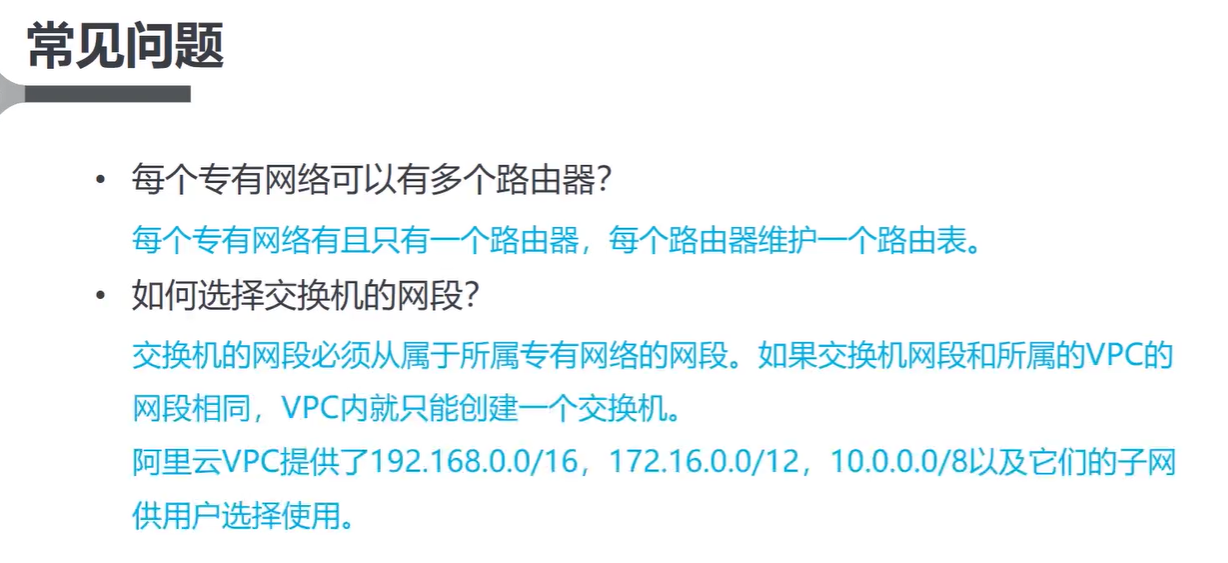 常见问题
• 每个专有网络可以有多个路由器?
每个专有网络有且只有一个路由器，每个路由器维护一个路由表。
• 如何选择交换机的网段?
交换机的网段必须从属于所属专有网络的网段。如果交换机网段和所属的VPC的
网段相同，VPC内就只能创建一个交换机。
阿里云VPC提供了192.168.0.0/16，172.16.0.0/12，10.0.0.0/8以及它们的子网
供用户选择使用。